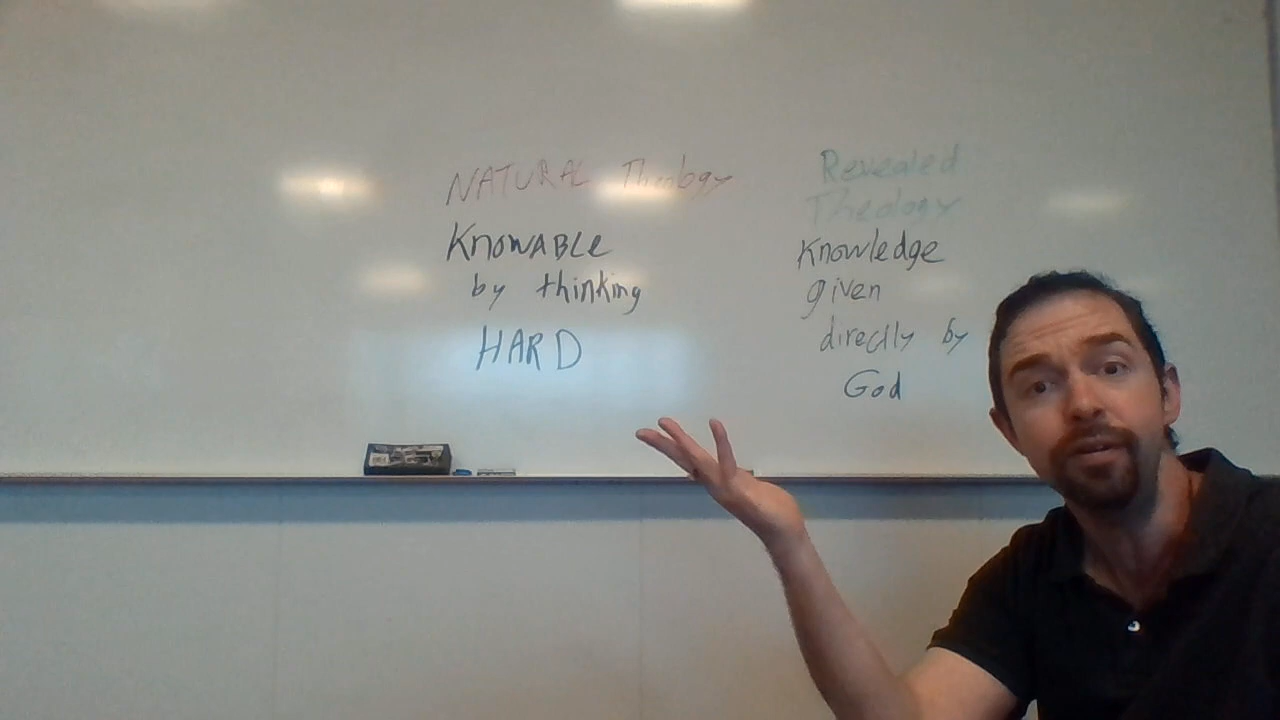 NATURAL Theology
KNOWABLE
by thinking
HARD
Revealed
Theology
Knowledge
given
directly by
God